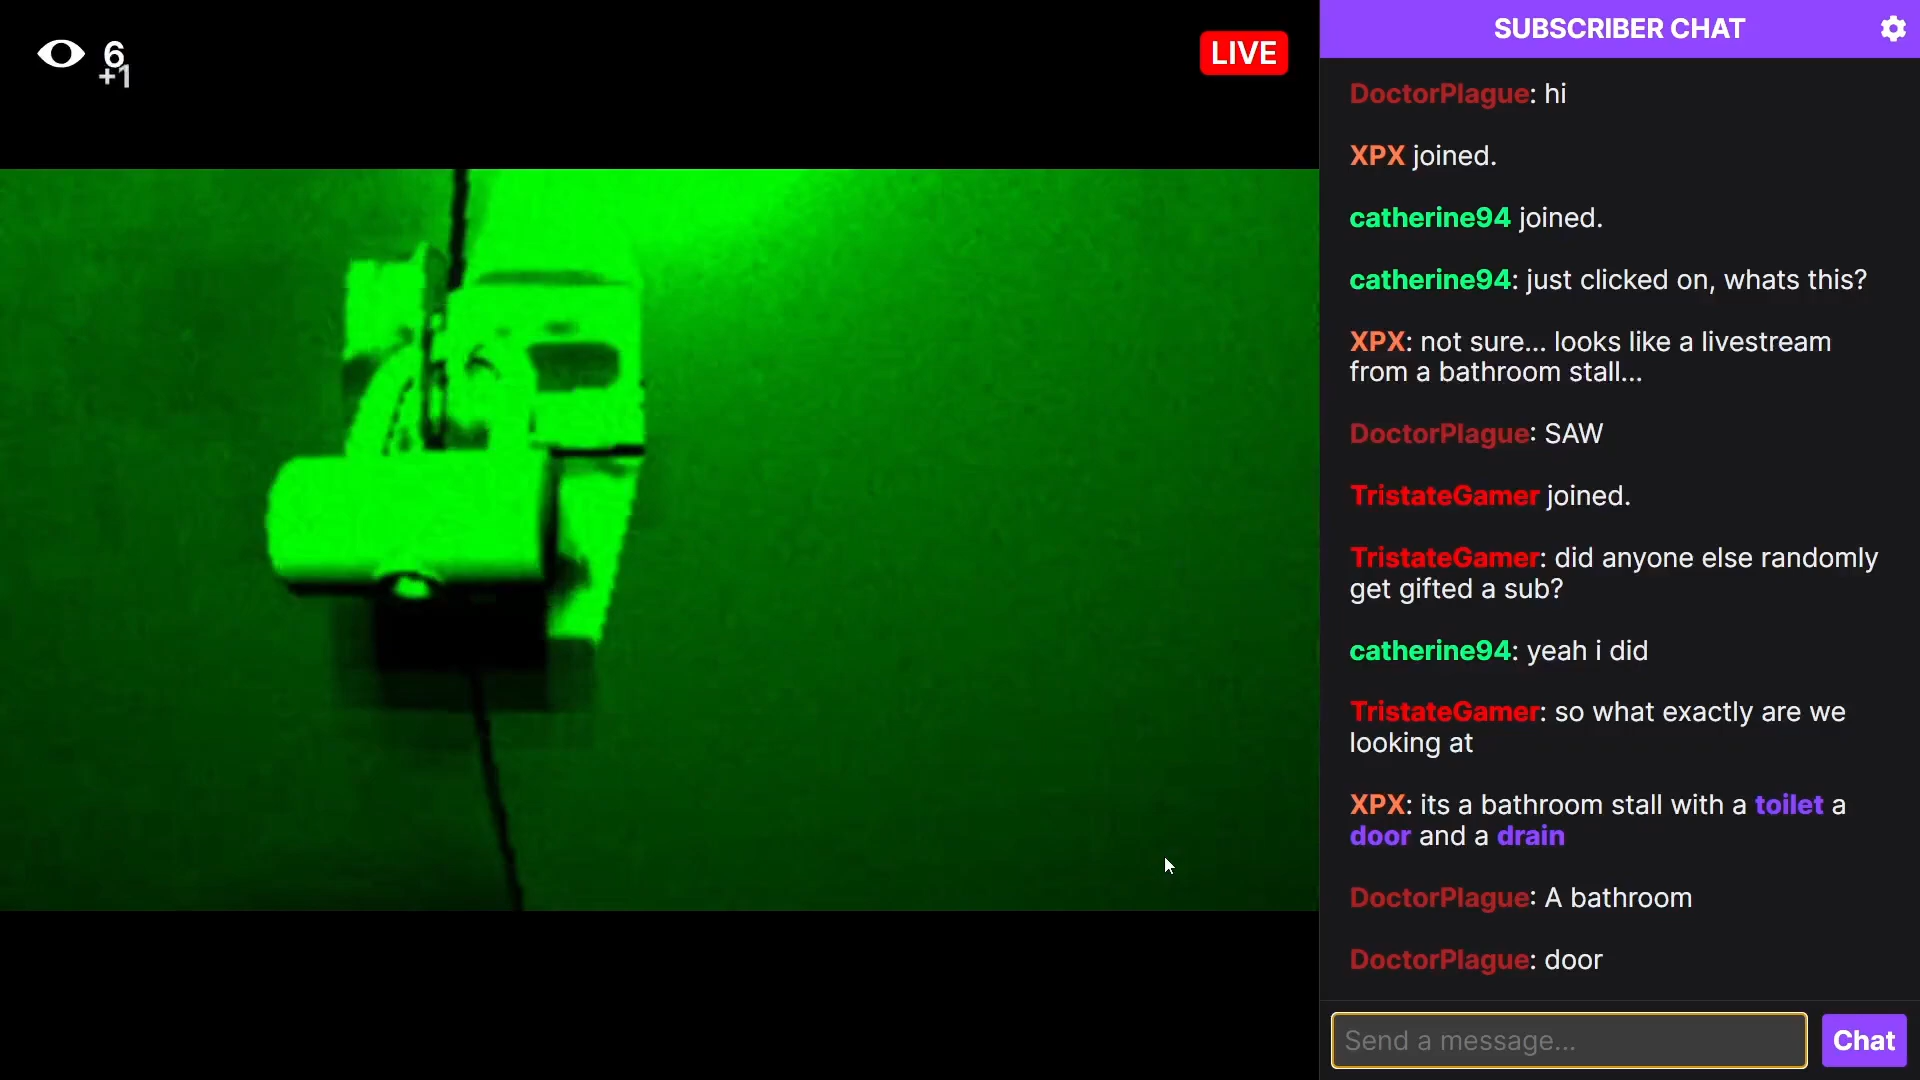 6
+1
LIVE
SUBSCRIBER CHAT
DoctorPlague: hi
XPX joined.
catherine94 joined.
catherine94: just clicked on, whats this?
XPX: not sure... looks like a livestream
from a bathroom stall...
DoctorPlague: SAW
TristateGamer joined.
TristateGamer: did anyone else randomly
get gifted a sub?
catherine94: yeah i did
TristateGamer: so what exactly are we
looking at
XPX: its a bathroom stall with a toilet a
door and a drain
DoctorPlague: A bathroom
DoctorPlague: door
Send a message...
Chat